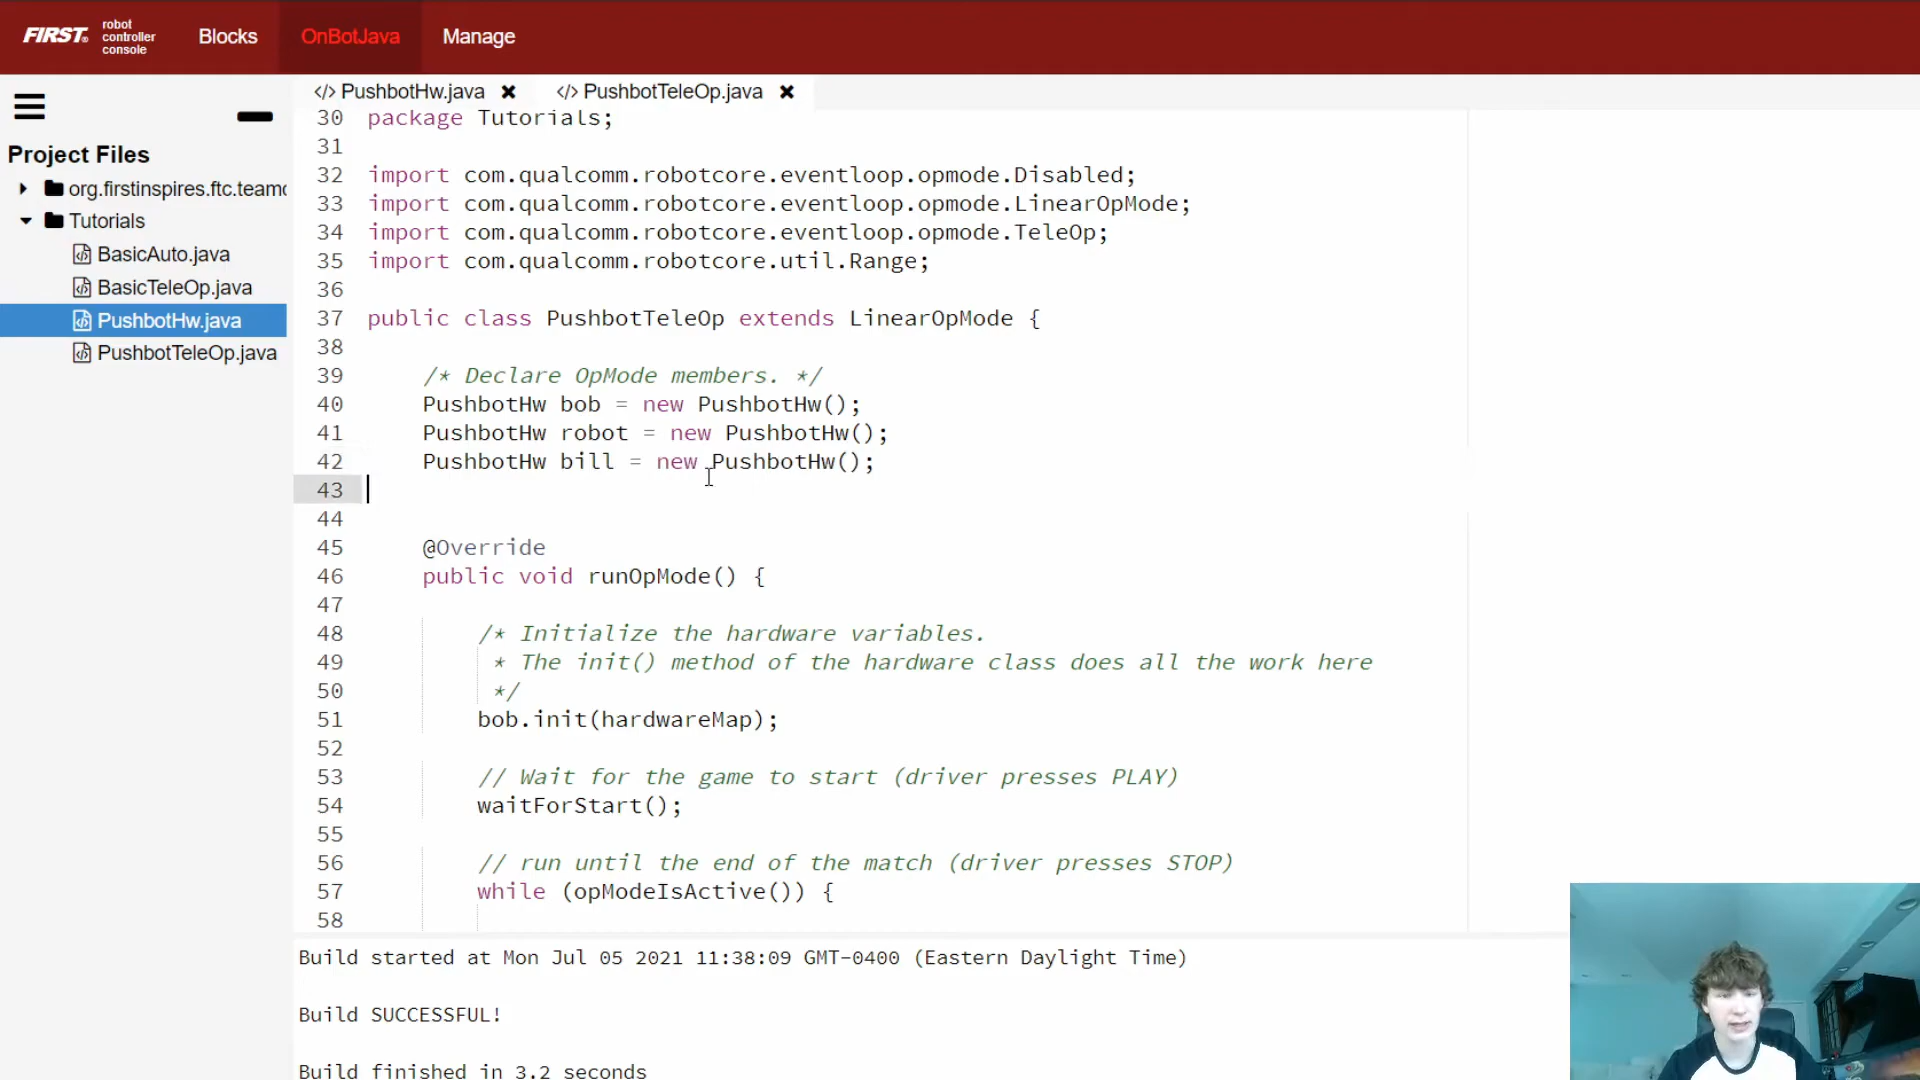 FIRST® robot controller console Blocks OnBotJava Manage
</> PushbotHw.java ✖ </> PushbotTeleOp.java ✖
Project Files
org.firstinspires.ftc.teamc
Tutorials
BasicAuto.java
BasicTeleOp.java
PushbotHw.java
PushbotTeleOp.java
30 package Tutorials;
31
32 import com.qualcomm.robotcore.eventloop.opmode.Disabled;
33 import com.qualcomm.robotcore.eventloop.opmode.LinearOpMode;
34 import com.qualcomm.robotcore.eventloop.opmode.TeleOp;
35 import com.qualcomm.robotcore.util.Range;
36
37 public class PushbotTeleOp extends LinearOpMode {
38
39 /* Declare OpMode members. */
40 PushbotHw bob = new PushbotHw();
41 PushbotHw robot = new PushbotHw();
42 PushbotHw bill = new PushbotHw();
43
44
45 @Override
46 public void runOpMode() {
47
48 /* Initialize the hardware variables.
49 * The init() method of the hardware class does all the work here
50 */
51 bob.init(hardwareMap);
52
53 // Wait for the game to start (driver presses PLAY)
54 waitForStart();
55
56 // run until the end of the match (driver presses STOP)
57 while (opModeIsActive()) {
58
Build started at Mon Jul 05 2021 11:38:09 GMT-0400 (Eastern Daylight Time)
Build SUCCESSFUL!
Build finished in 3.2 seconds